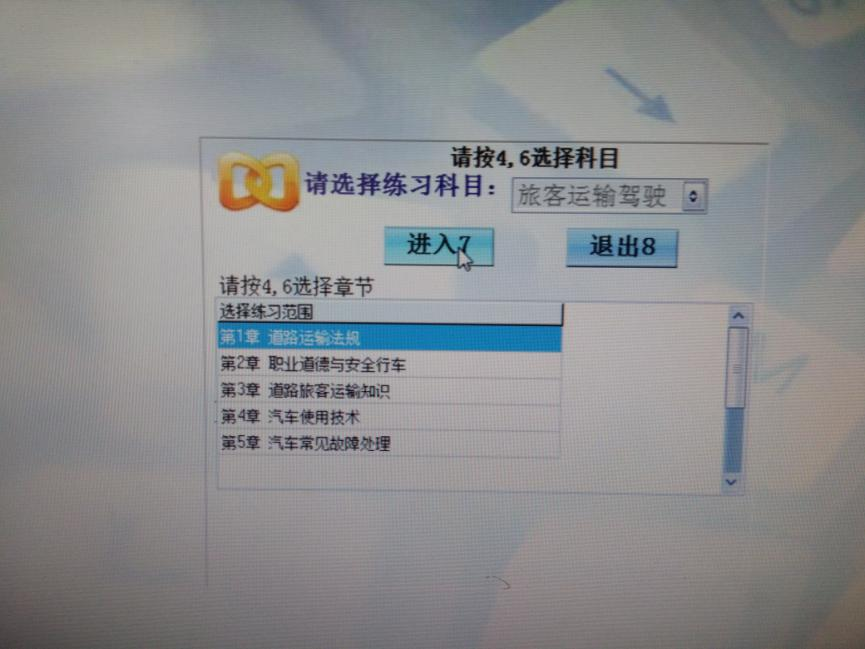 请按4,6选择科目
请选择练习科目：
旅客运输驾驶
进入7
退出8
请按4,6选择章节
选择练习范围
第1章 道路运输法规
第2章 职业道德与安全行车
第3章 道路旅客运输知识
第4章 汽车使用技术
第5章 汽车常见故障处理